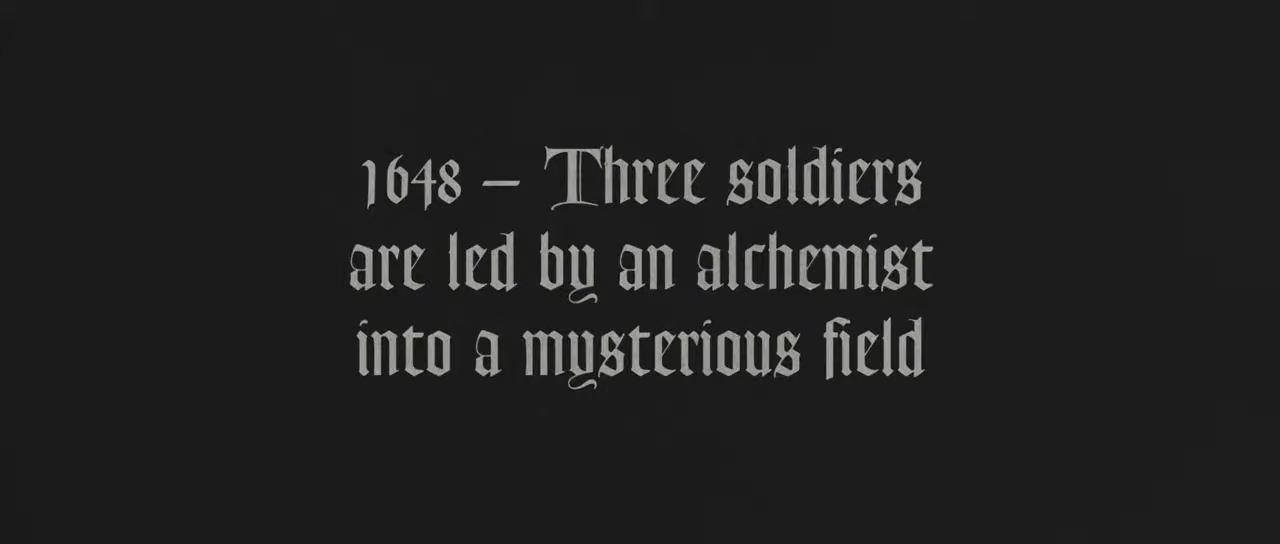 1648 – Three soldiers
are led by an alchemist
into a mysterious field